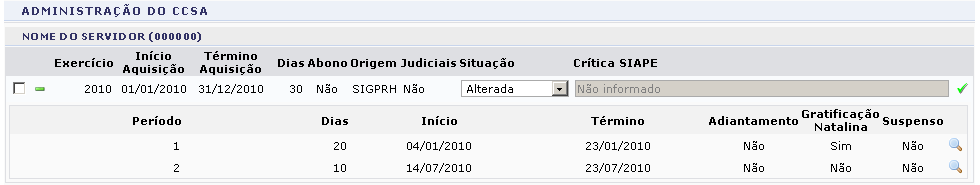 ADMINISTRAÇÃO DO CCSA
NOME DO SERVIDOR (000000)
Exercício Início Aquisição Término Aquisição Dias Abono Origem Judiciais Situação Crítica SIAPE
2010 01/01/2010 31/12/2010 30 Não SIGPRH Não Alterada Não informado
Período Dias Início Término Adiantamento Gratificação Natalina Suspenso
1 20 04/01/2010 23/01/2010 Não Sim Não
2 10 14/07/2010 23/07/2010 Não Não Não